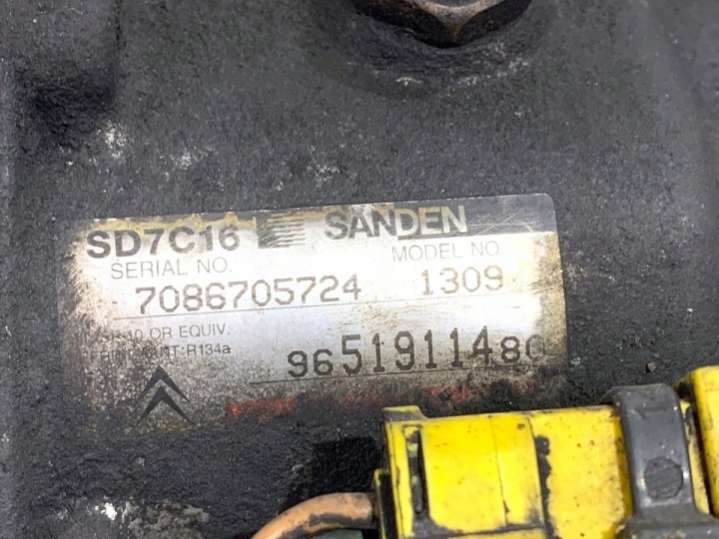 SD7C16 SANDEN
SERIAL NO. MODEL NO.
7086705724 1309
OR EQUIV.
R134a
9651911480